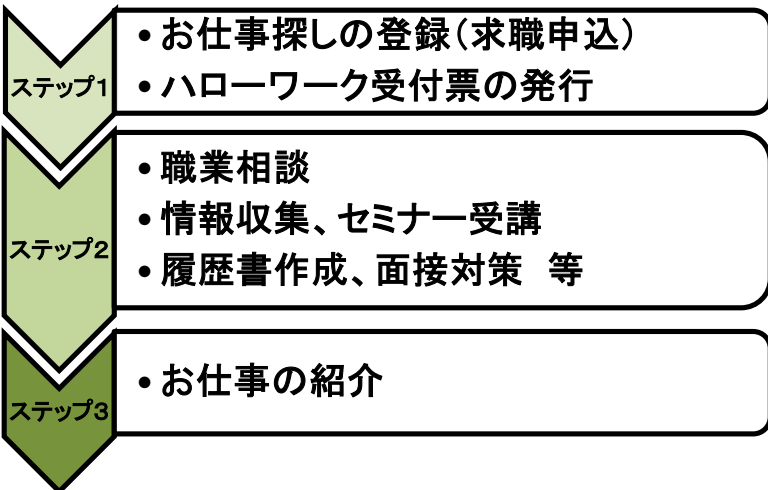 ステップ1
・お仕事探しの登録（求職申込）
・ハローワーク受付票の発行
ステップ2
・職業相談
・情報収集、セミナー受講
・履歴書作成、面接対策　等
ステップ3
・お仕事の紹介